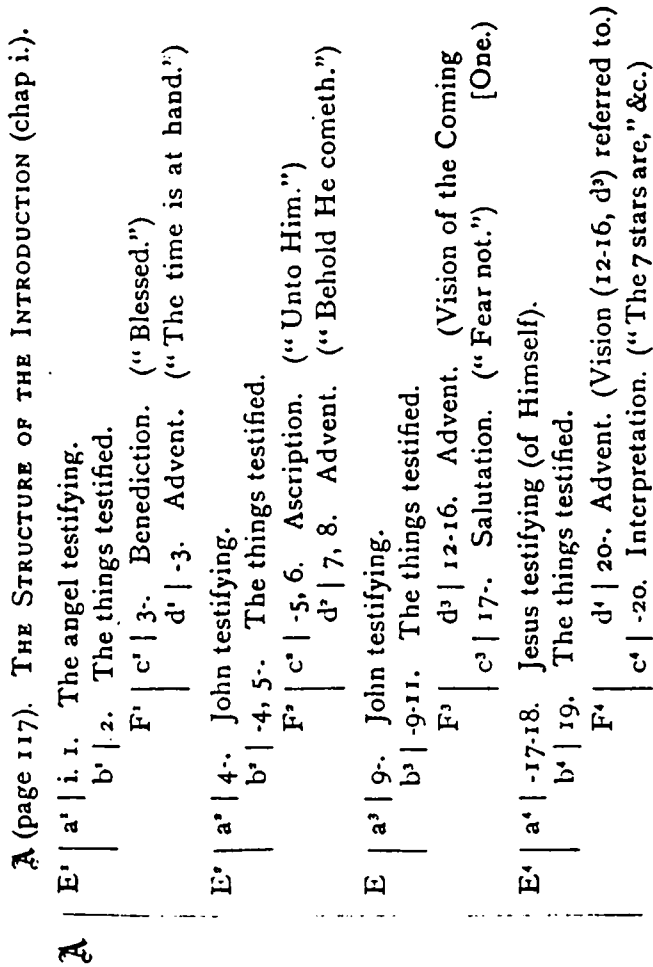 A (page 117). THE STRUCTURE OF THE INTRODUCTION (chap i.).
A | E¹ | a¹ | i. 1. The angel testifying.
b¹ | 2. The things testified.
F¹ | c¹ | 3-. Benediction. (“Blessed.”)
d¹ | -3. Advent. (“The time is at hand.”)
E² | a² | 4-. John testifying.
b² | -4, 5-. The things testified.
F² | c² | -5, 6. Ascription. (“Unto Him.”)
d² | 7, 8. Advent. (“Behold He cometh.”)
E | a³ | 9-. John testifying.
b³ | -9-11. The things testified.
F³ | d³ | 12-16. Advent. (Vision of the Coming
c³ | 17-. Salutation. (“Fear not.”) [One.)
E⁴ | a⁴ | -17-18. Jesus testifying (of Himself).
b⁴ | 19. The things testified.
F⁴ | d⁴ | 20-. Advent. (Vision (12-16, d³) referred to.)
c⁴ | -20. Interpretation. (“The 7 stars are,” &c.)